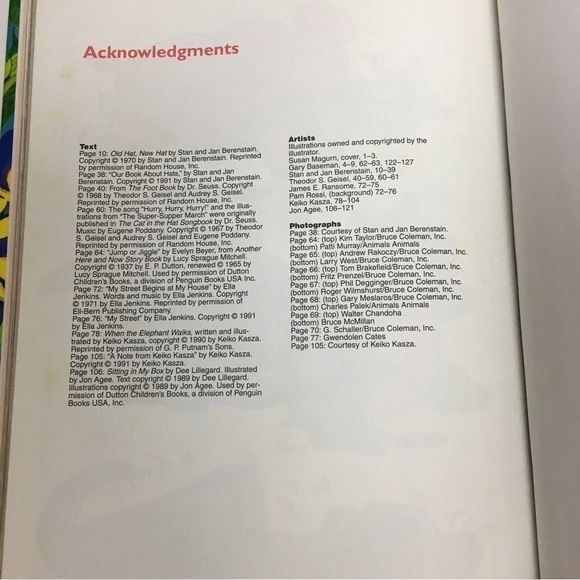 Acknowledgments
Text
Page 10: Old Hat, New Hat by Stan and Jan Berenstain.
Copyright © 1970 by Stan and Jan Berenstain. Reprinted
by permission of Random House, Inc.
Page 38: "Our Book About Hats," by Stan and Jan
Berenstain. Copyright © 1991 by Stan and Jan Berenstain.
Page 40: From The Foot Book by Dr. Seuss. Copyright
© 1968 by Theodor S. Geisel and Audrey S. Geisel.
Reprinted by permission of Random House, Inc.
Page 60: The song "Hurry, Hurry, Hurry!" and the illus-
trations from "The Super-Supper March" were originally
published in The Cat in the Hat Songbook by Dr. Seuss.
Music by Eugene Poddany. Copyright © 1967 by Theodor
S. Geisel and Audrey S. Geisel and Eugene Poddany.
Reprinted by permission of Random House, Inc.
Page 64: "Jump or Jiggle" by Evelyn Beyer, from Another
Here and Now Story Book by Lucy Sprague Mitchell.
Copyright © 1937 by E. P. Dutton, renewed © 1965 by
Lucy Sprague Mitchell. Used by permission of Dutton
Children's Books, a division of Penguin Books USA Inc.
Page 72: "My Street Begins at My House" by Ella
Jenkins. Words and music by Ella Jenkins. Copyright
© 1971 by Ella Jenkins. Reprinted by permission of
Ell-Bern Publishing Company.
Page 76: "My Street" by Ella Jenkins. Copyright © 1991
by Ella Jenkins.
Page 78: When the Elephant Walks, written and illus-
trated by Keiko Kasza, copyright © 1990 by Keiko Kasza.
Reprinted by permission of G. P. Putnam's Sons.
Page 105: "A Note from Keiko Kasza" by Keiko Kasza.
Copyright © 1991 by Keiko Kasza.
Page 106: Sitting in My Box by Dee Lillegard. Illustrated
by Jon Agee. Text copyright © 1989 by Dee Lillegard.
Illustrations copyright © 1989 by Jon Agee. Used by per-
mission of Dutton Children's Books, a division of Penguin
Books USA, Inc.
Artists
Illustrations owned and copyrighted by the
illustrator.
Susan Magurn, cover, 1–3.
Gary Baseman, 4–9, 62–63, 122–127
Stan and Jan Berenstain, 10–39
Theodor S. Geisel, 40–59, 60–61
James E. Ransome, 72–75
Pam Rossi, (background) 72–76
Keiko Kasza, 78–104
Jon Agee, 106–121
Photographs
Page 38: Courtesy of Stan and Jan Berenstain.
Page 64: (top) Kim Taylor/Bruce Coleman, Inc.
(bottom) Patti Murray/Animals Animals
Page 65: (top) Andrew Rakoczy/Bruce Coleman, Inc.
(bottom) Larry West/Bruce Coleman, Inc.
Page 66: (top) Tom Brakefield/Bruce Coleman, Inc.
(bottom) Fritz Prenzel/Bruce Coleman, Inc.
Page 67: (top) Phil Degginger/Bruce Coleman, Inc.
(bottom) Roger Wilmshurst/Bruce Coleman, Inc.
Page 68: (top) Gary Meslaros/Bruce Coleman, Inc.
(bottom) Charles Palek/Animals Animals
Page 69: (top) Walter Chandoha
(bottom) Bruce McMillan
Page 70: G. Schaller/Bruce Coleman, Inc.
Page 77: Gwendolen Cates
Page 105: Courtesy of Keiko Kasza.